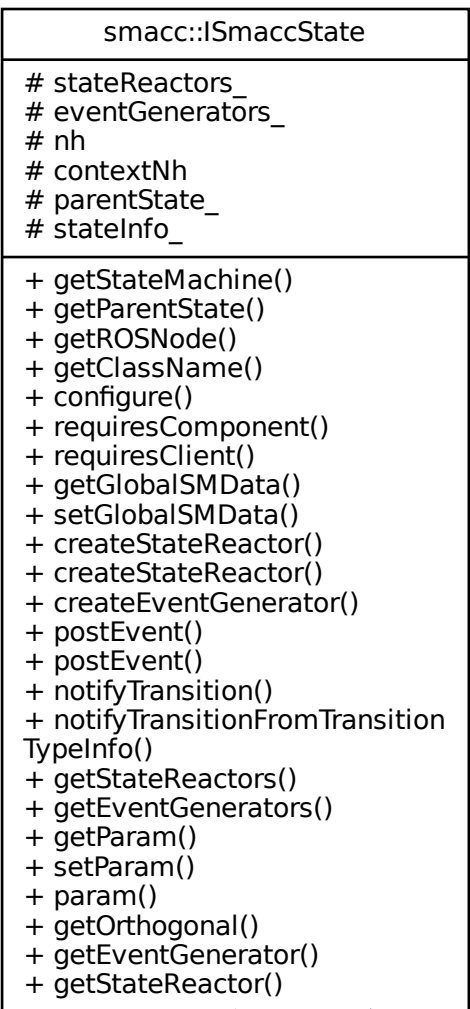 smacc::ISmaccState
# stateReactors_
# eventGenerators_
# nh
# contextNh
# parentState_
# stateInfo_
+ getStateMachine()
+ getParentState()
+ getROSNode()
+ getClassName()
+ configure()
+ requiresComponent()
+ requiresClient()
+ getGlobalSMData()
+ setGlobalSMData()
+ createStateReactor()
+ createStateReactor()
+ createEventGenerator()
+ postEvent()
+ postEvent()
+ notifyTransition()
+ notifyTransitionFromTransition
TypeInfo()
+ getStateReactors()
+ getEventGenerators()
+ getParam()
+ setParam()
+ param()
+ getOrthogonal()
+ getEventGenerator()
+ getStateReactor()